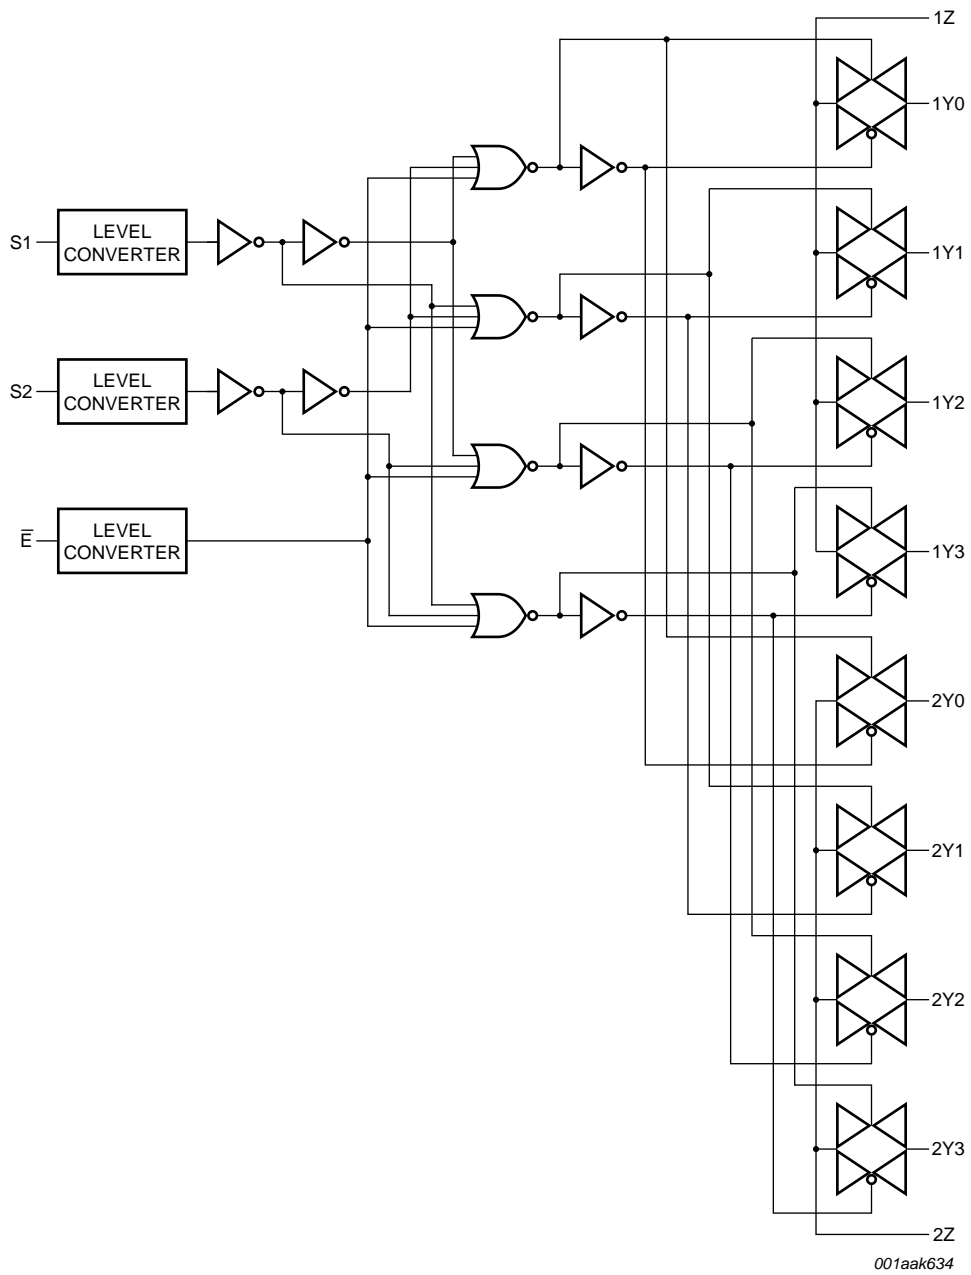 1Z
1Y0
S1
LEVEL
CONVERTER
1Y1
S2
LEVEL
CONVERTER
1Y2
E̅
LEVEL
CONVERTER
1Y3
2Y0
2Y1
2Y2
2Y3
2Z
001aak634